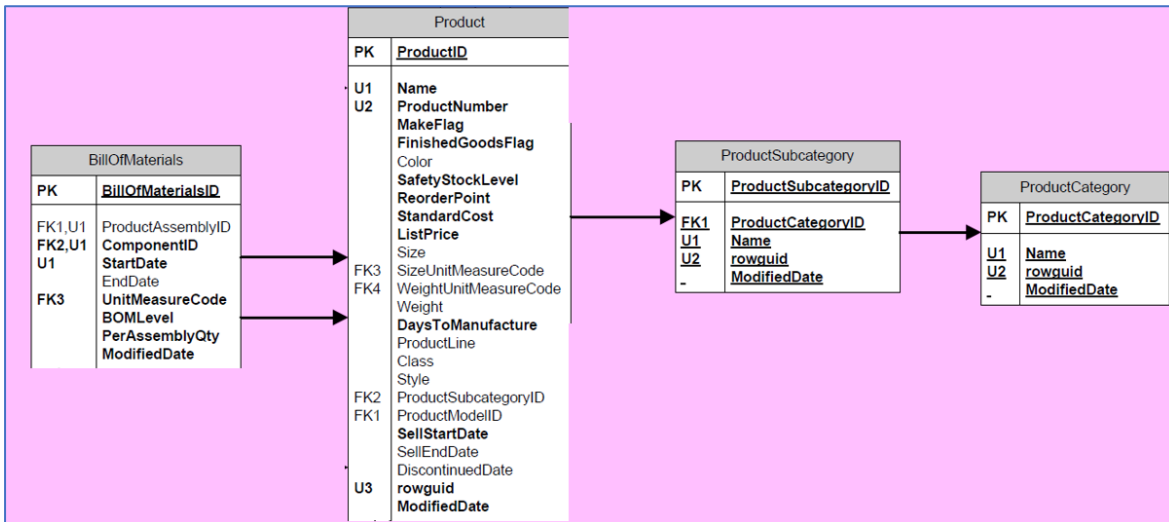 Product
PK ProductID
U1 Name
U2 ProductNumber
MakeFlag
FinishedGoodsFlag
Color
SafetyStockLevel
ReorderPoint
StandardCost
ListPrice
Size
FK3 SizeUnitMeasureCode
FK4 WeightUnitMeasureCode
Weight
DaysToManufacture
ProductLine
Class
Style
FK2 ProductSubcategoryID
FK1 ProductModelID
SellStartDate
SellEndDate
DiscontinuedDate
U3 rowguid
ModifiedDate
BillOfMaterials
PK BillOfMaterialsID
FK1,U1 ProductAssemblyID
FK2,U1 ComponentID
U1 StartDate
EndDate
FK3 UnitMeasureCode
BOMLevel
PerAssemblyQty
ModifiedDate
ProductSubcategory
PK ProductSubcategoryID
FK1 ProductCategoryID
U1 Name
U2 rowguid
ModifiedDate
ProductCategory
PK ProductCategoryID
U1 Name
U2 rowguid
ModifiedDate